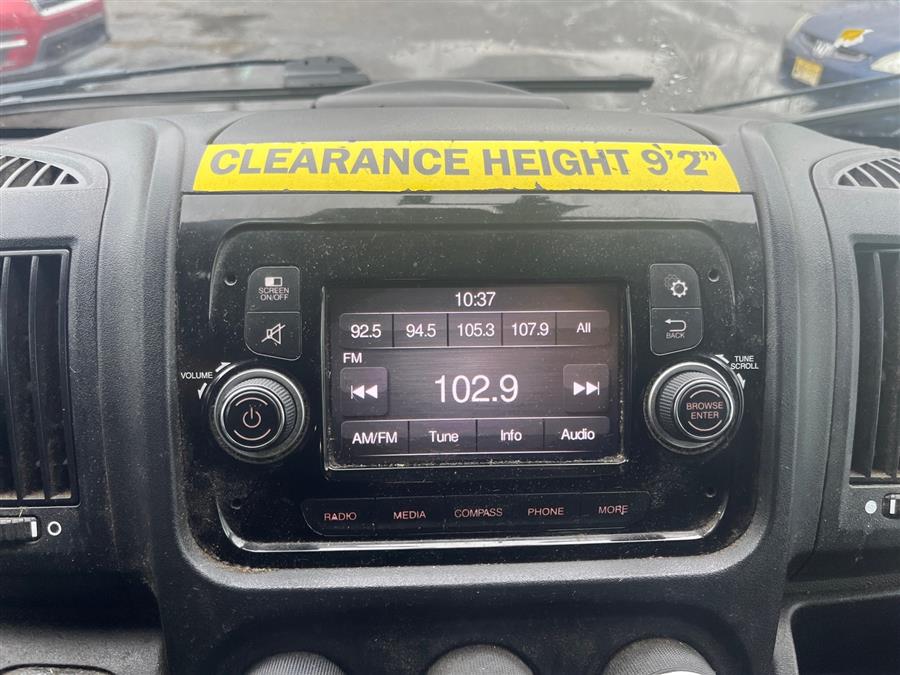 CLEARANCE HEIGHT 9'2"
SCREEN
ON/OFF
10:37
92.5 94.5 105.3 107.9 All
FM
BACK
VOLUME
102.9
TUNE
SCROLL
BROWSE
ENTER
AM/FM Tune Info Audio
RADIO MEDIA COMPASS PHONE MORE